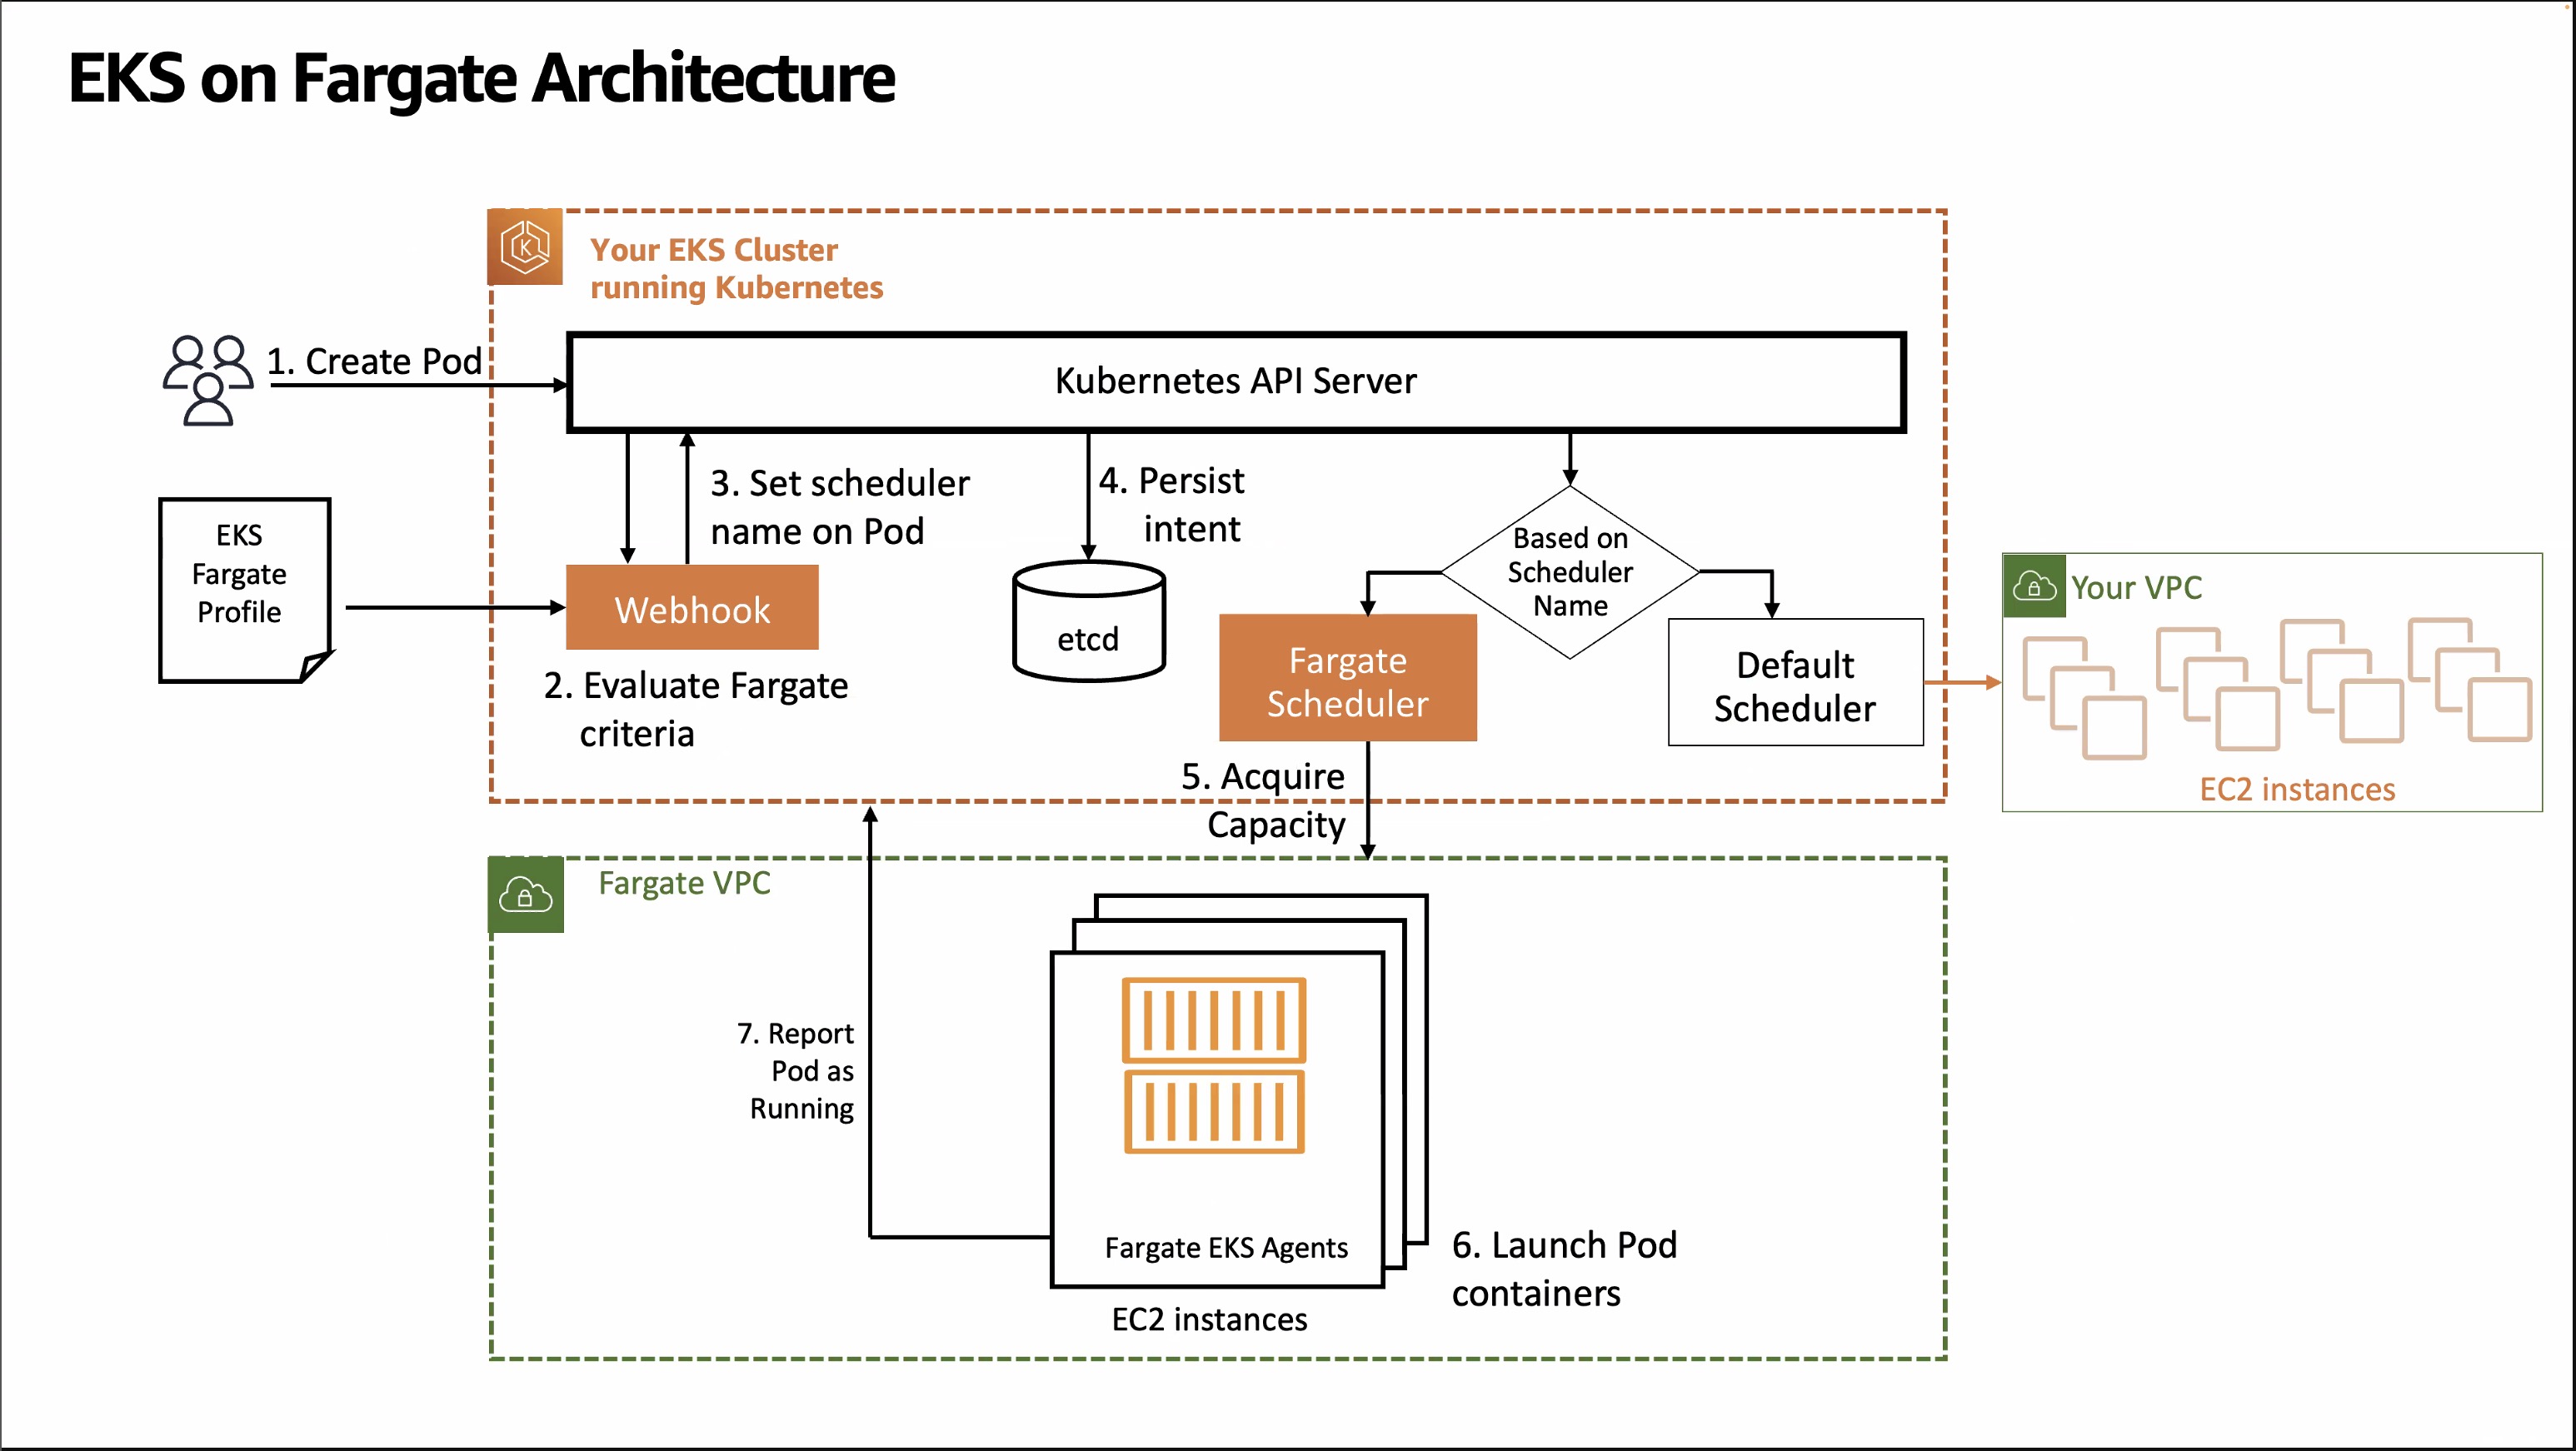 EKS on Fargate Architecture
Your EKS Cluster
running Kubernetes
1. Create Pod
Kubernetes API Server
3. Set scheduler
name on Pod
4. Persist
intent
EKS
Fargate
Profile
Webhook
2. Evaluate Fargate
criteria
etcd
Based on
Scheduler
Name
Fargate
Scheduler
Default
Scheduler
Your VPC
EC2 instances
5. Acquire
Capacity
Fargate VPC
7. Report
Pod as
Running
Fargate EKS Agents
EC2 instances
6. Launch Pod
containers